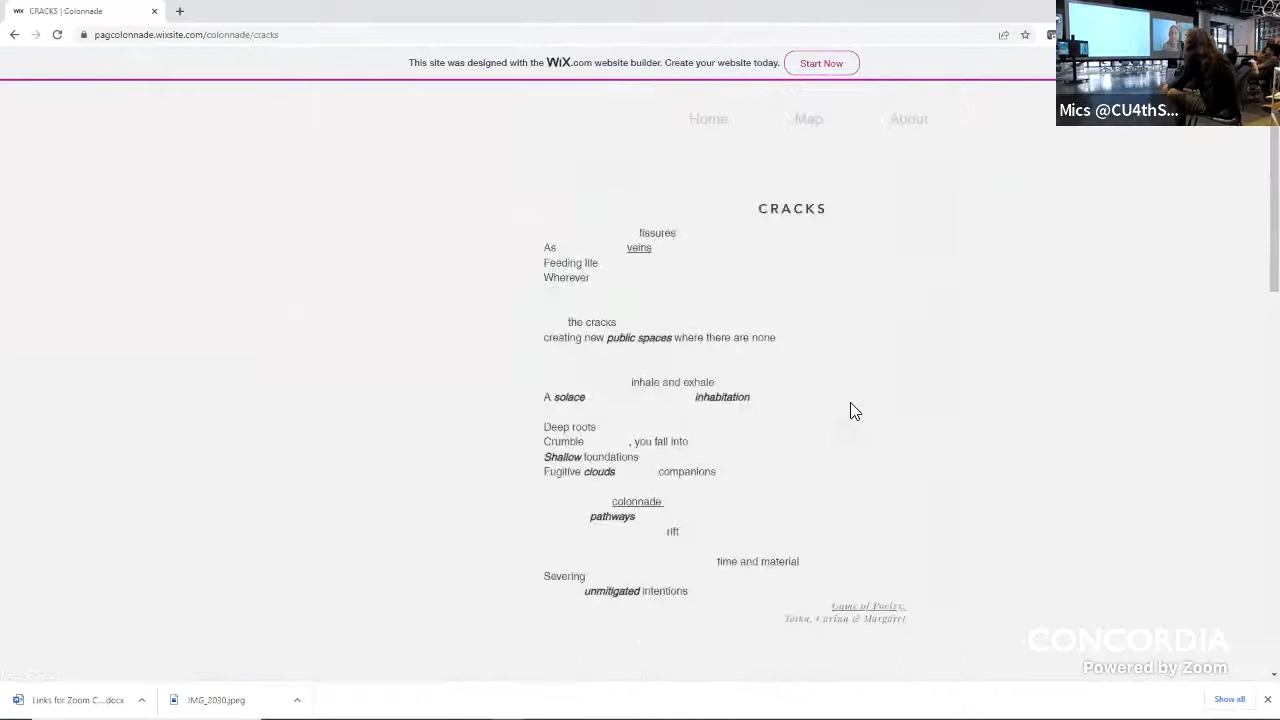 WiX CRACKS | Colonnade
pagcolonnade.wixsite.com/colonnade/cracks
This site was designed with the WiX.com website builder. Create your website today. Start Now
Mics @CU4thS...
Home Map About
CRACKS
fissures
As veins
Feeding life
Wherever
the cracks
creating new public spaces where there are none
inhale and exhale
A solace inhabitation
Deep roots
Crumble , you fall into
Shallow foundations
Fugitive clouds companions
colonnade
pathways
rift
time and material
Severing
unmitigated intentions
Game of Poetry,
& Margaret
CONCORDIA
Powered by Zoom
Links for Zoom C....docx IMG_2030.jpeg Show all